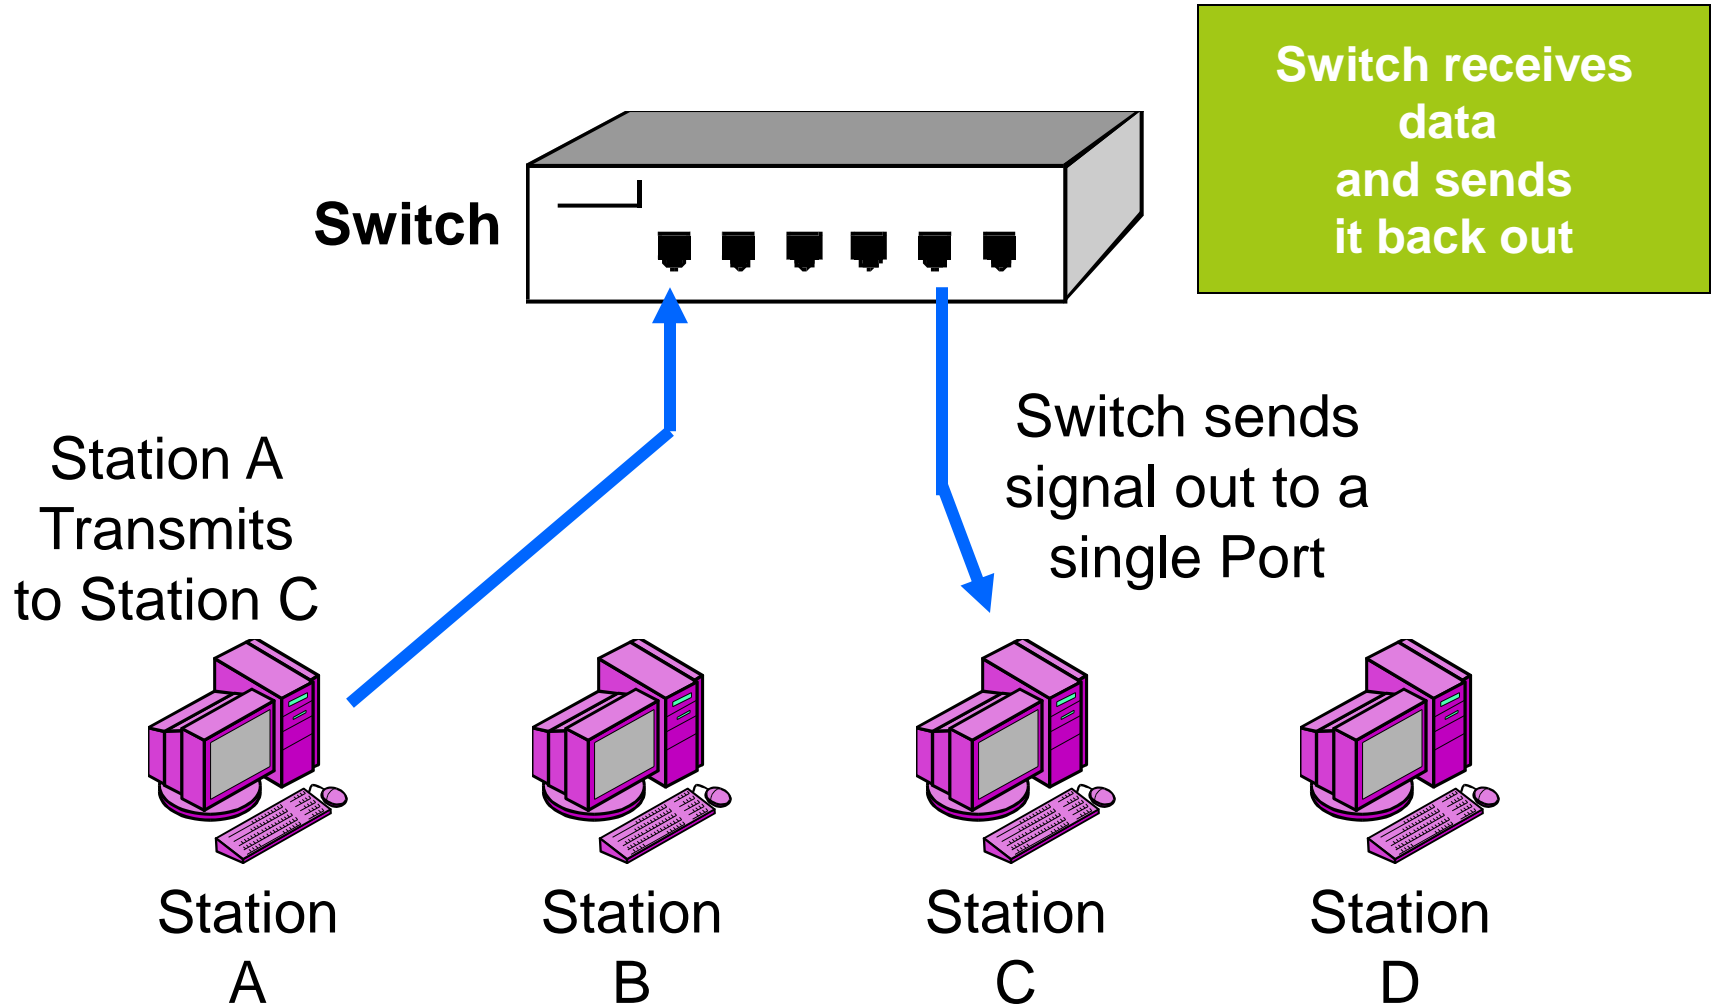 Switch receives
data
and sends
it back out
Switch
Switch sends
signal out to a
single Port
Station A
Transmits
to Station C
Station
A
Station
B
Station
C
Station
D